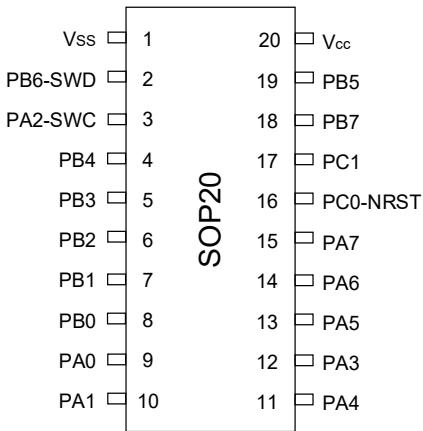 Vss 1 20 Vcc
PB6-SWD 2 19 PB5
PA2-SWC 3 18 PB7
PB4 4 17 PC1
PB3 5 16 PC0-NRST
PB2 6 15 PA7
PB1 7 14 PA6
PB0 8 13 PA5
PA0 9 12 PA3
PA1 10 11 PA4
SOP20